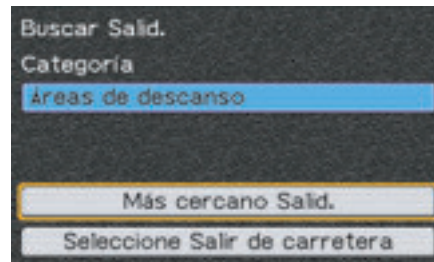 Buscar Salid.
Categoría
Áreas de descanso
Más cercano Salid.
Seleccione Salir de carretera